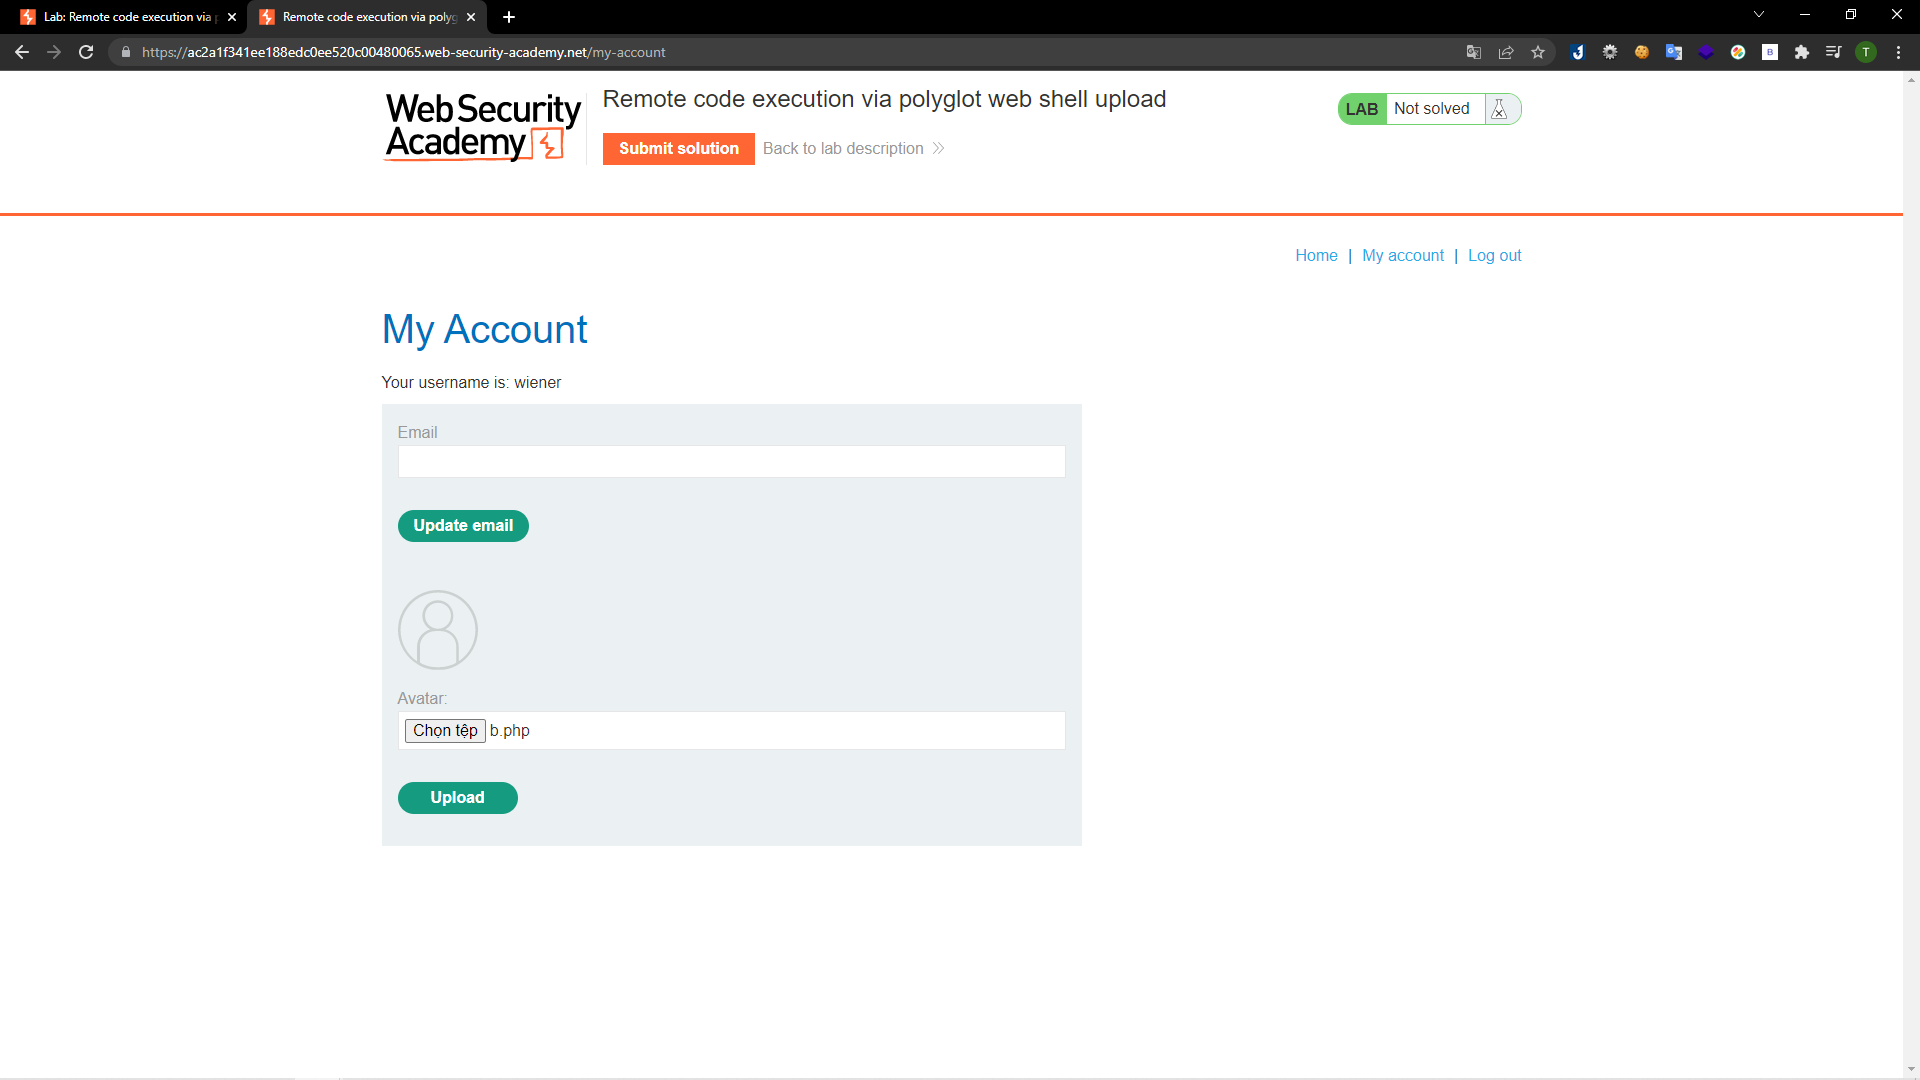 Lab: Remote code execution via p
Remote code execution via polyg
https://ac2a1f341ee188edc0ee520c00480065.web-security-academy.net/my-account
T
Web Security
Academy
Remote code execution via polyglot web shell upload
Submit solution
Back to lab description
LAB Not solved
Home | My account | Log out
My Account
Your username is: wiener
Email
Update email
Avatar:
Chọn tệp b.php
Upload